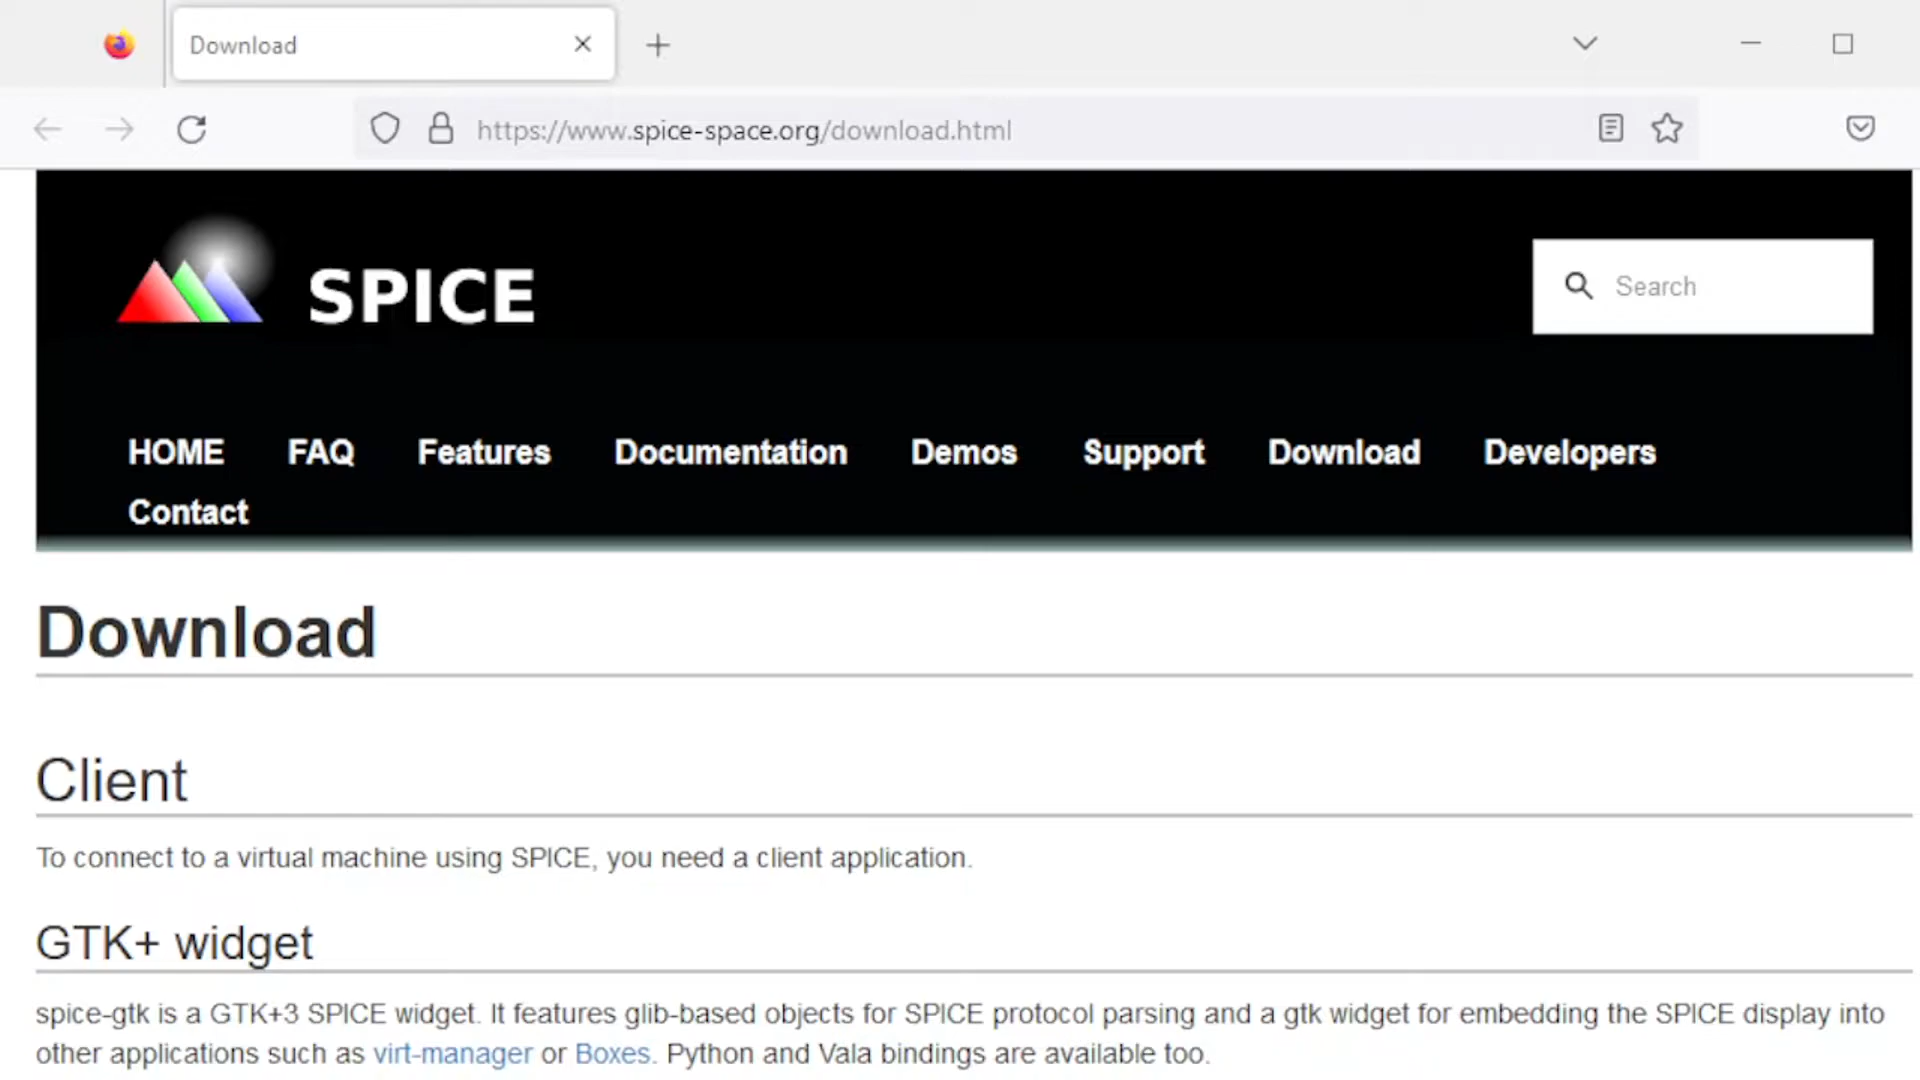 Download
https://www.spice-space.org/download.html
SPICE
Search
HOME FAQ Features Documentation Demos Support Download Developers
Contact
Download
Client
To connect to a virtual machine using SPICE, you need a client application.
GTK+ widget
spice-gtk is a GTK+3 SPICE widget. It features glib-based objects for SPICE protocol parsing and a gtk widget for embedding the SPICE display into
other applications such as virt-manager or Boxes. Python and Vala bindings are available too.